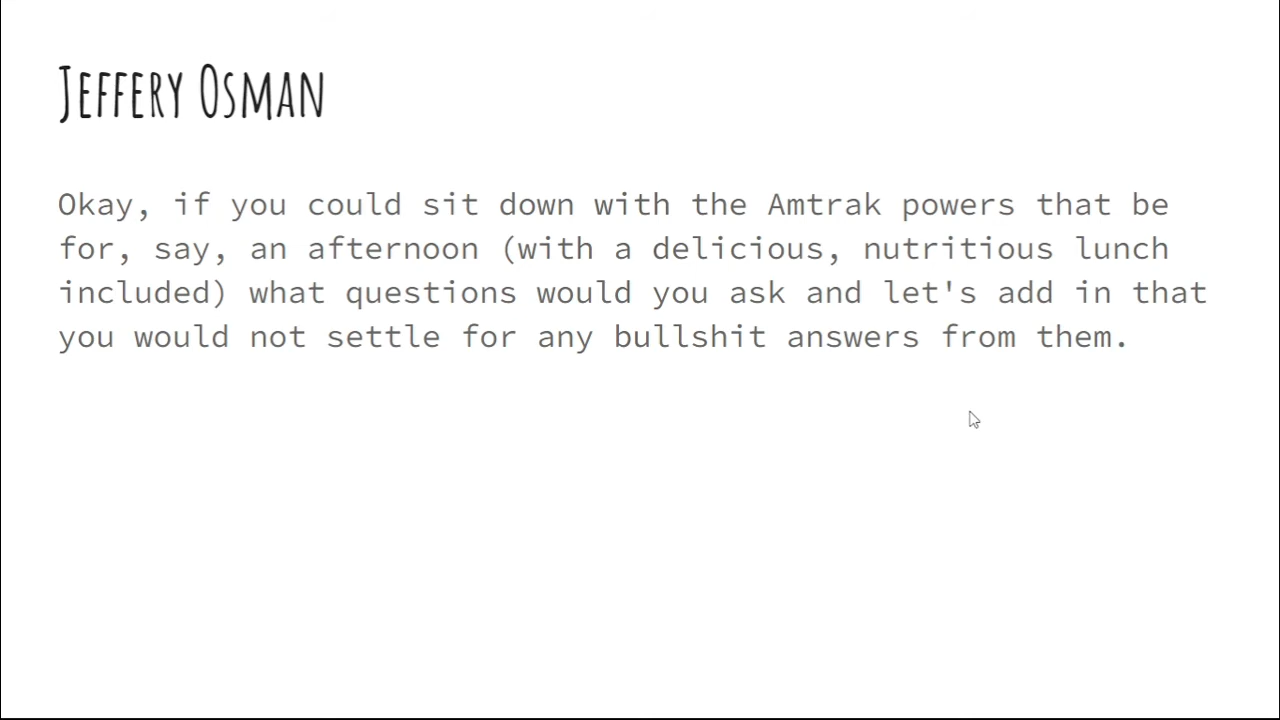 Jeffery Osman
Okay, if you could sit down with the Amtrak powers that be
for, say, an afternoon (with a delicious, nutritious lunch
included) what questions would you ask and let's add in that
you would not settle for any bullshit answers from them.